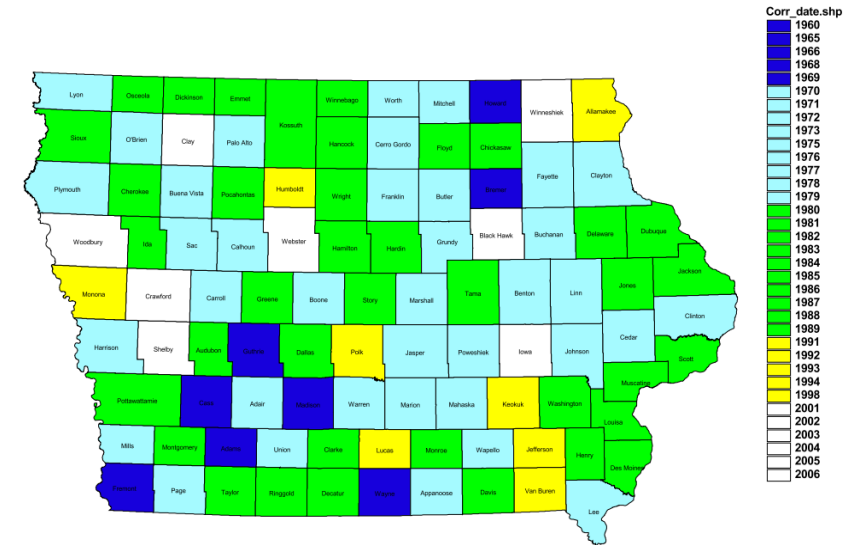 Corr_date.shp
1960
1965
1966
1968
1969
1970
1971
1972
1973
1975
1976
1977
1978
1979
1980
1981
1982
1983
1984
1985
1986
1987
1988
1989
1991
1992
1993
1994
1998
2001
2002
2003
2004
2005
2006
Lyon Osceola Dickinson Emmet Winnebago Worth Mitchell Howard Winneshiek Allamakee
Kossuth
Sioux O'Brien Clay Palo Alto Hancock Cerro Gordo Floyd Chickasaw
Plymouth Cherokee Buena Vista Pocahontas Humboldt Wright Franklin Butler Bremer Fayette Clayton
Woodbury Ida Sac Calhoun Webster Hamilton Hardin Grundy Black Hawk Buchanan Delaware Dubuque
Monona Crawford Carroll Greene Boone Story Marshall Tama Benton Linn Jones Jackson
Clinton
Harrison Shelby Audubon Guthrie Dallas Polk Jasper Poweshiek Iowa Johnson Cedar
Scott
Muscatine
Pottawattamie Cass Adair Madison Warren Marion Mahaska Keokuk Washington
Louisa
Mills Montgomery Adams Union Clarke Lucas Monroe Wapello Jefferson Henry Des Moines
Fremont Page Taylor Ringgold Decatur Wayne Appanoose Davis Van Buren
Lee